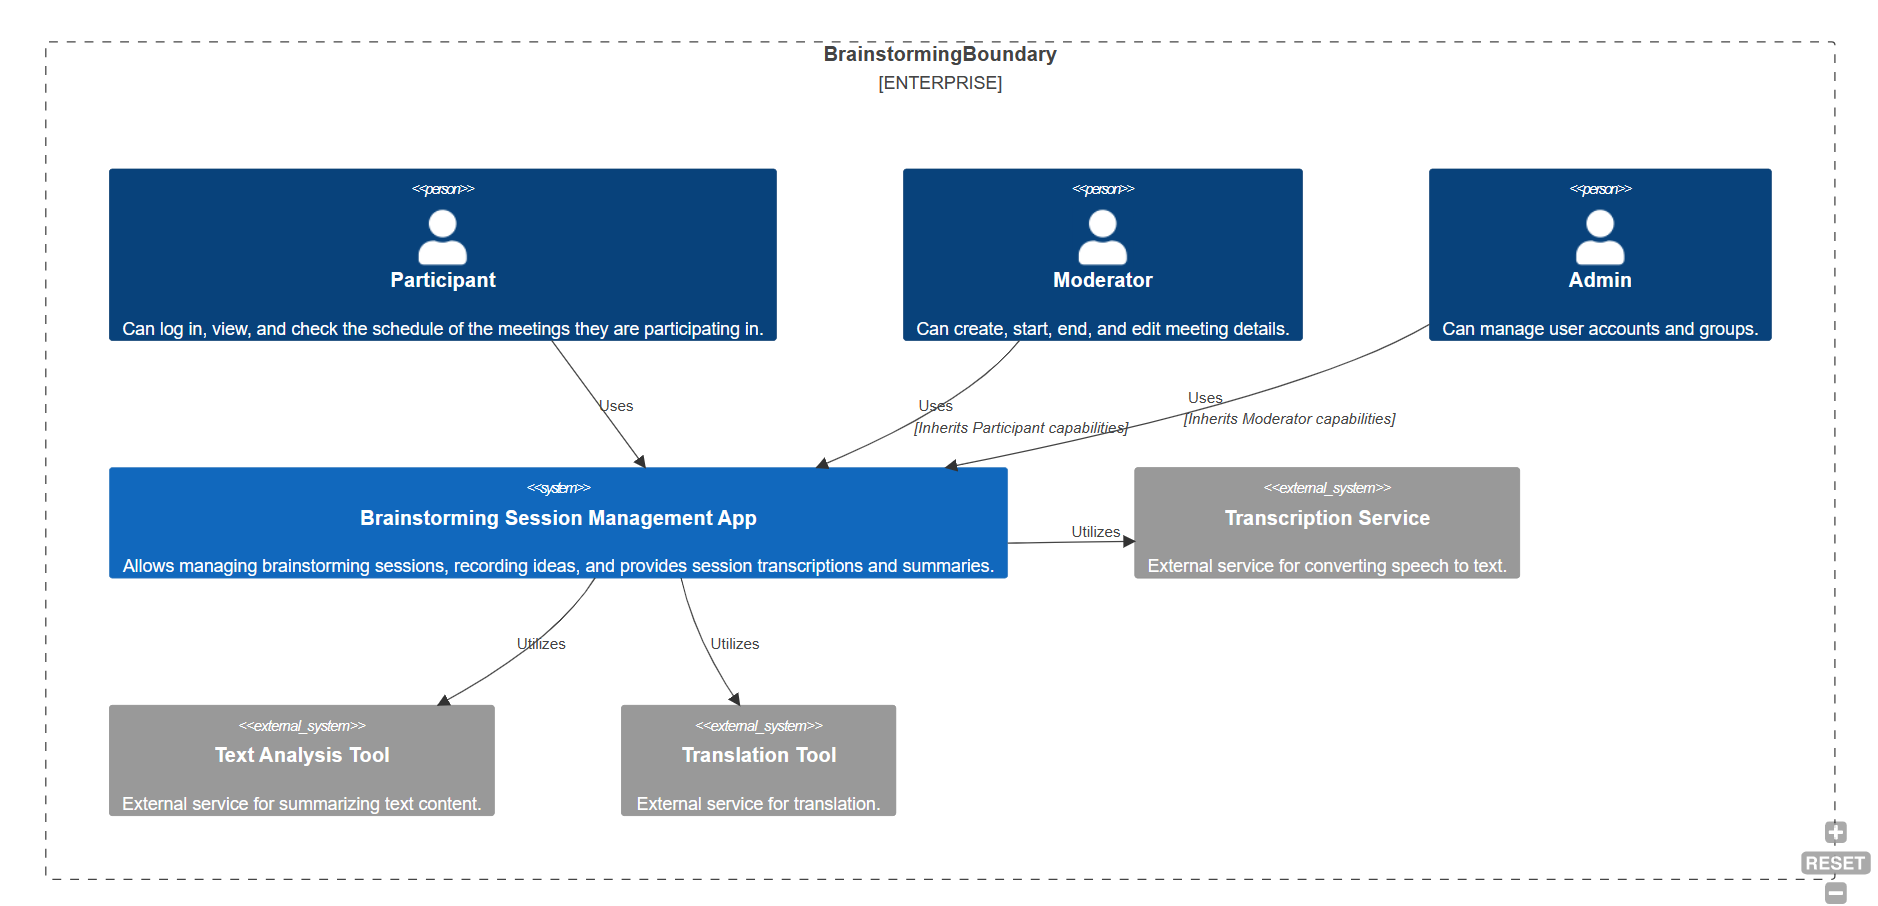 BrainstormingBoundary
[ENTERPRISE]
<<person>>
Participant
Can log in, view, and check the schedule of the meetings they are participating in.
<<person>>
Moderator
Can create, start, end, and edit meeting details.
<<person>>
Admin
Can manage user accounts and groups.
Uses
Uses
[Inherits Participant capabilities]
Uses
[Inherits Moderator capabilities]
<<system>>
Brainstorming Session Management App
Allows managing brainstorming sessions, recording ideas, and provides session transcriptions and summaries.
Utilizes
<<external_system>>
Transcription Service
External service for converting speech to text.
Utilizes
Utilizes
<<external_system>>
Text Analysis Tool
External service for summarizing text content.
<<external_system>>
Translation Tool
External service for translation.
RESET